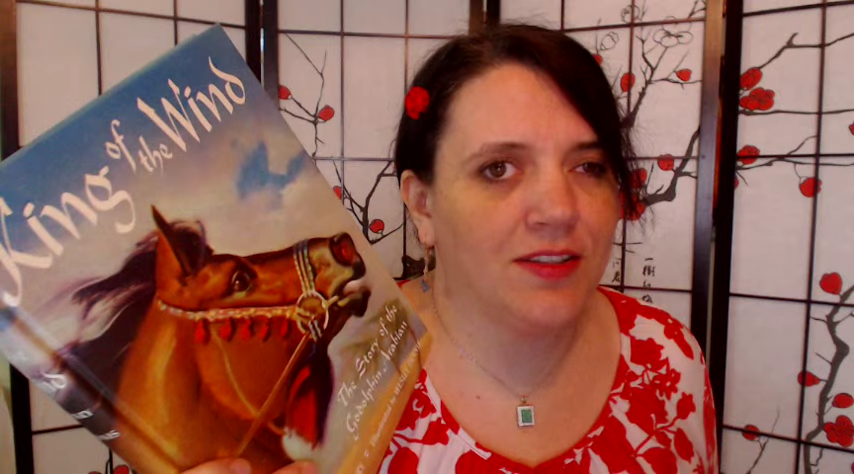 King
of
the
Wind
The Story of the
Godolphin Arabian